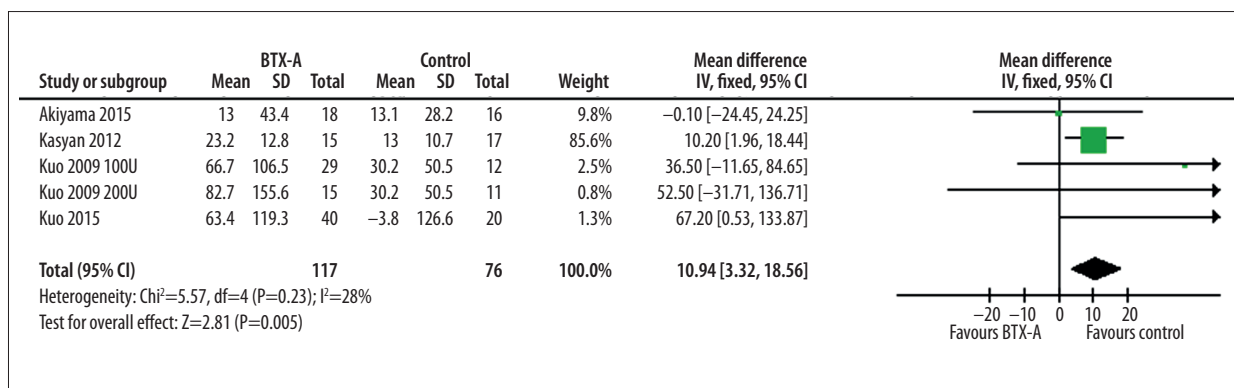 BTX-A Control Mean difference Mean difference
Study or subgroup Mean SD Total Mean SD Total Weight IV, fixed, 95% CI IV, fixed, 95% CI
Akiyama 2015 13 43.4 18 13.1 28.2 16 9.8% −0.10 [−24.45, 24.25]
Kasyan 2012 23.2 12.8 15 13 10.7 17 85.6% 10.20 [1.96, 18.44]
Kuo 2009 100U 66.7 106.5 29 30.2 50.5 12 2.5% 36.50 [−11.65, 84.65]
Kuo 2009 200U 82.7 155.6 15 30.2 50.5 11 0.8% 52.50 [−31.71, 136.71]
Kuo 2015 63.4 119.3 40 −3.8 126.6 20 1.3% 67.20 [0.53, 133.87]
Total (95% CI) 117 76 100.0% 10.94 [3.32, 18.56]
Heterogeneity: Chi²=5.57, df=4 (P=0.23); I²=28%
Test for overall effect: Z=2.81 (P=0.005)
−20 −10 0 10 20
Favours BTX-A Favours control